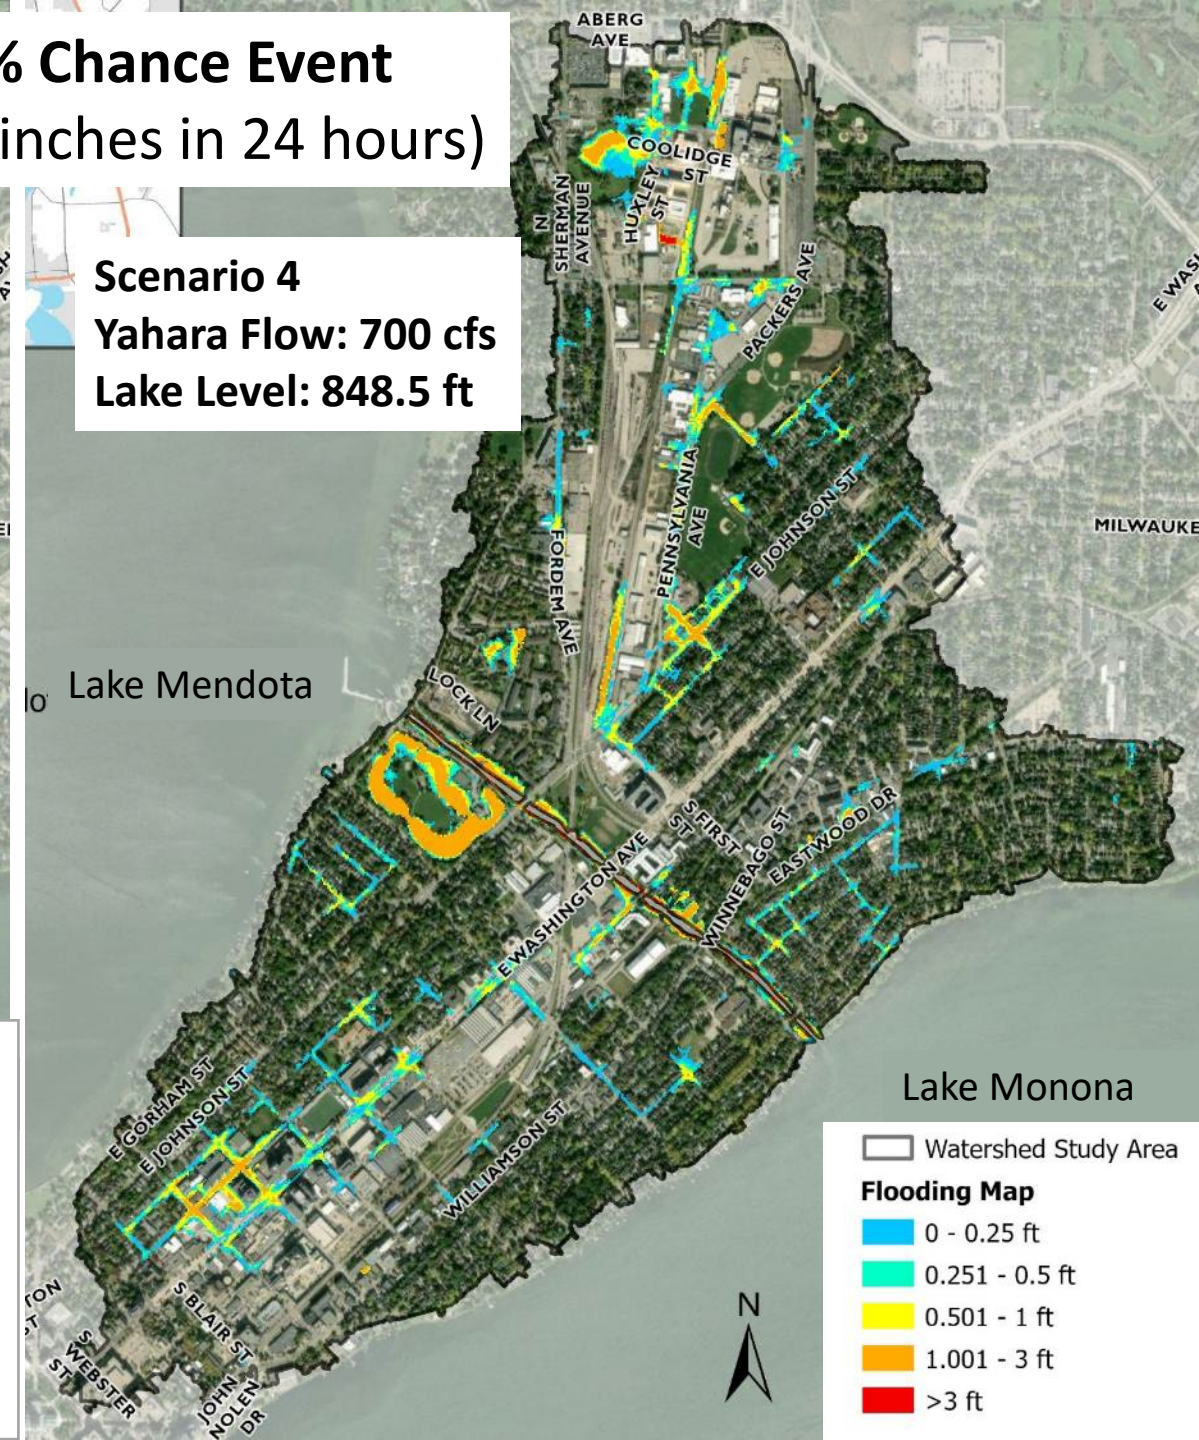 % Chance Event
inches in 24 hours)
Scenario 4
Yahara Flow: 700 cfs
Lake Level: 848.5 ft
ABERG
AVE
COOLIDGE
ST
HUXLEY
ST
N
SHERMAN
AVENUE
PACKERS AVE
E WAS
MILWAUKE
PENNSYLVANIA
AVE
E JOHNSON ST
FORDEM AVE
Lake Mendota
LOCK LN
S FIRST
ST
WINNEBAGO ST
EASTWOOD DR
E WASHINGTON AVE
E GORHAM ST
E JOHNSON ST
WILLIAMSON ST
S BLAIR ST
S
WEBSTER
ST
JOHN
NOLEN
DR
TON
Lake Monona
N
Watershed Study Area
Flooding Map
0 - 0.25 ft
0.251 - 0.5 ft
0.501 - 1 ft
1.001 - 3 ft
>3 ft